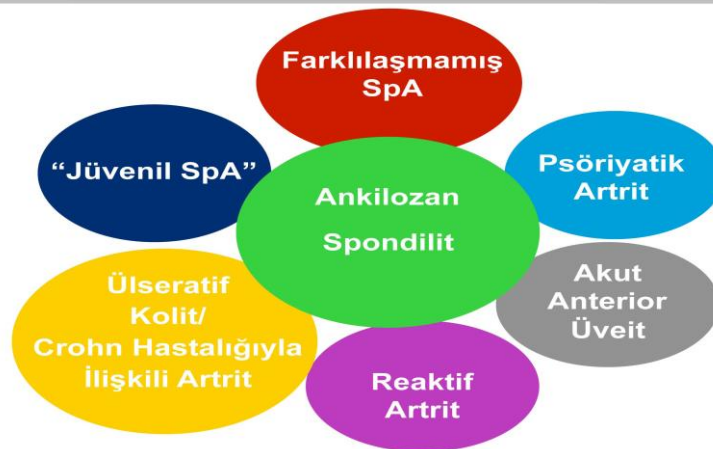 Farklılaşmamış
SpA
“Jüvenil SpA”
Psöriyatik
Artrit
Ankilozan
Spondilit
Ülseratif
Kolit/
Crohn Hastalığıyla
İlişkili Artrit
Akut
Anterior
Üveit
Reaktif
Artrit